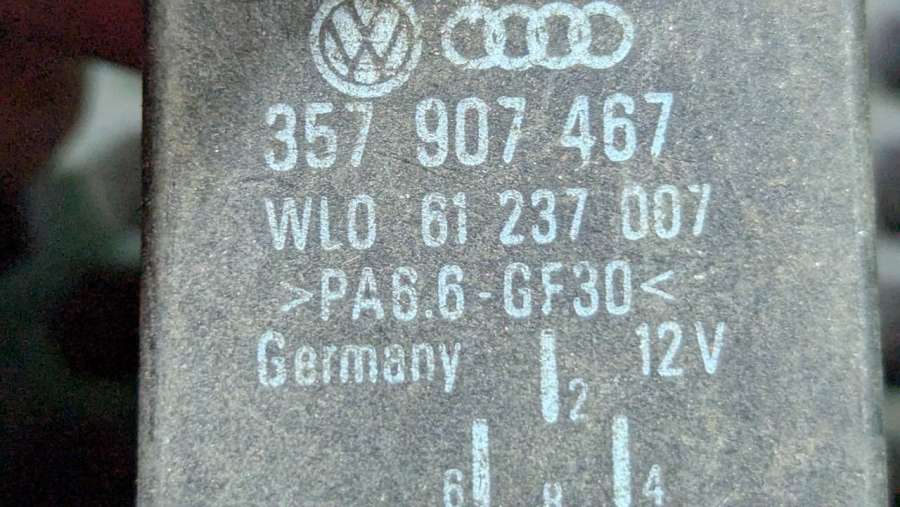 357 907 467
WLO 61 237 007
>PA6.6-GF30<
Germany 12V
2
6 8 4